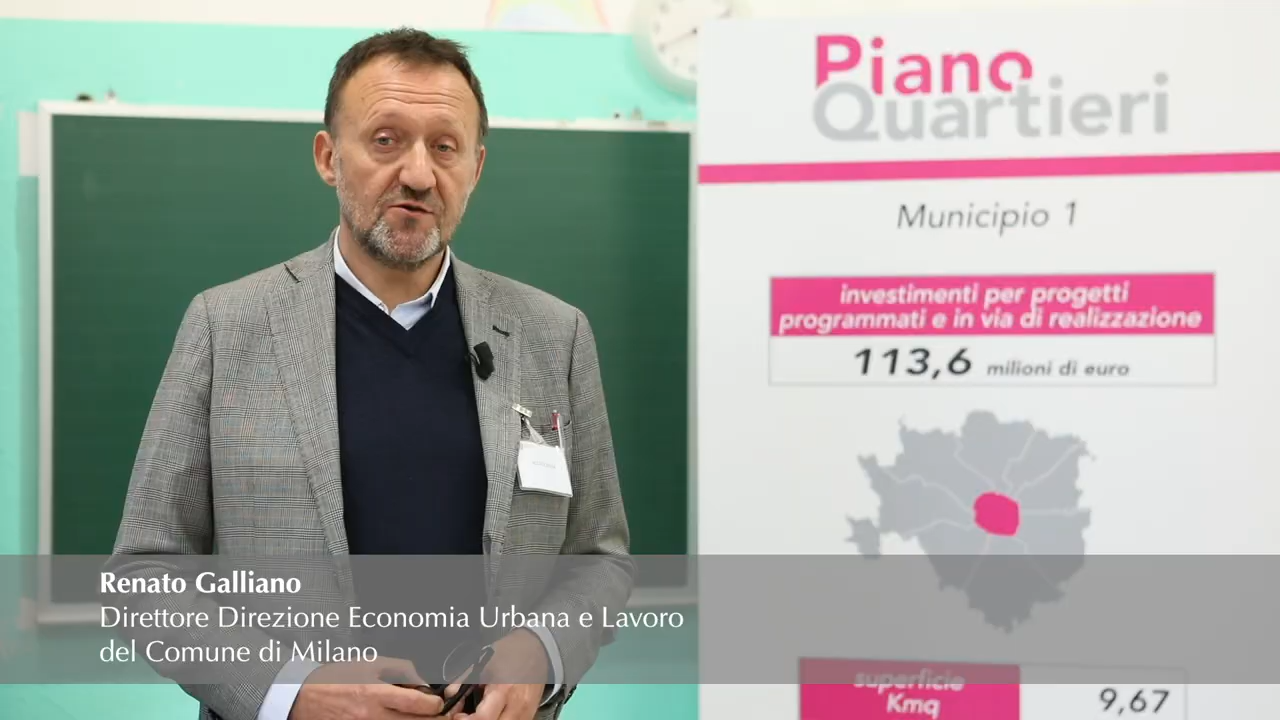 Piano
Quartieri
Municipio 1
investimenti per progetti
programmati e in via di realizzazione
113,6 milioni di euro
Renato Galliano
Direttore Direzione Economia Urbana e Lavoro
del Comune di Milano
superficie
Kmq
9,67